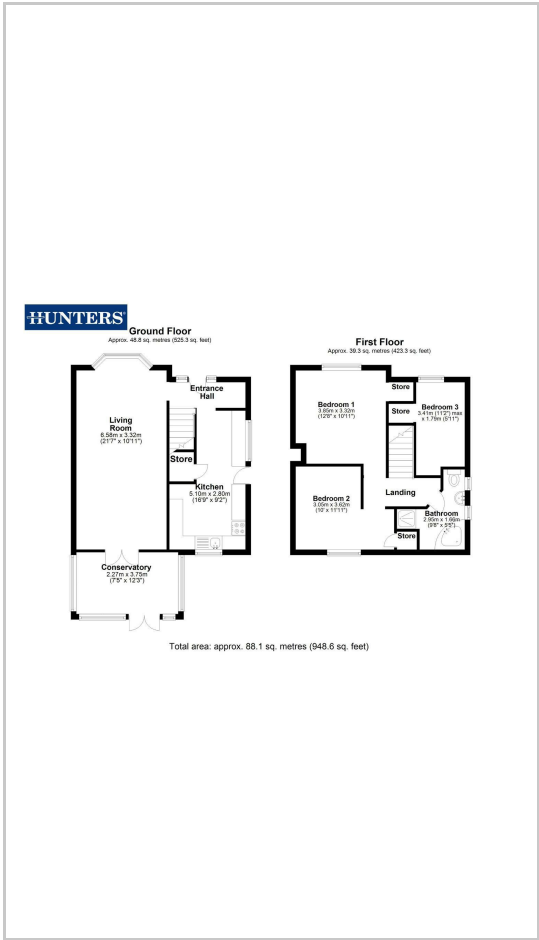 HUNTERS
Ground Floor
Approx. 48.8 sq. metres (525.3 sq. feet)
Entrance
Hall
Living
Room
6.58m x 3.32m
(21'7" x 10'11")
Store
Kitchen
5.10m x 2.80m
(16'9" x 9'2")
Conservatory
2.27m x 3.75m
(7'5" x 12'3")
First Floor
Approx. 39.3 sq. metres (423.3 sq. feet)
Store
Bedroom 1
3.85m x 3.32m
(12'8" x 10'11")
Store
Bedroom 3
3.41m (11'2") max
x 1.79m (5'11")
Bedroom 2
3.05m x 3.62m
(10' x 11'11")
Landing
Bathroom
2.95m x 1.66m
(9'8" x 5'5")
Store
Total area: approx. 88.1 sq. metres (948.6 sq. feet)